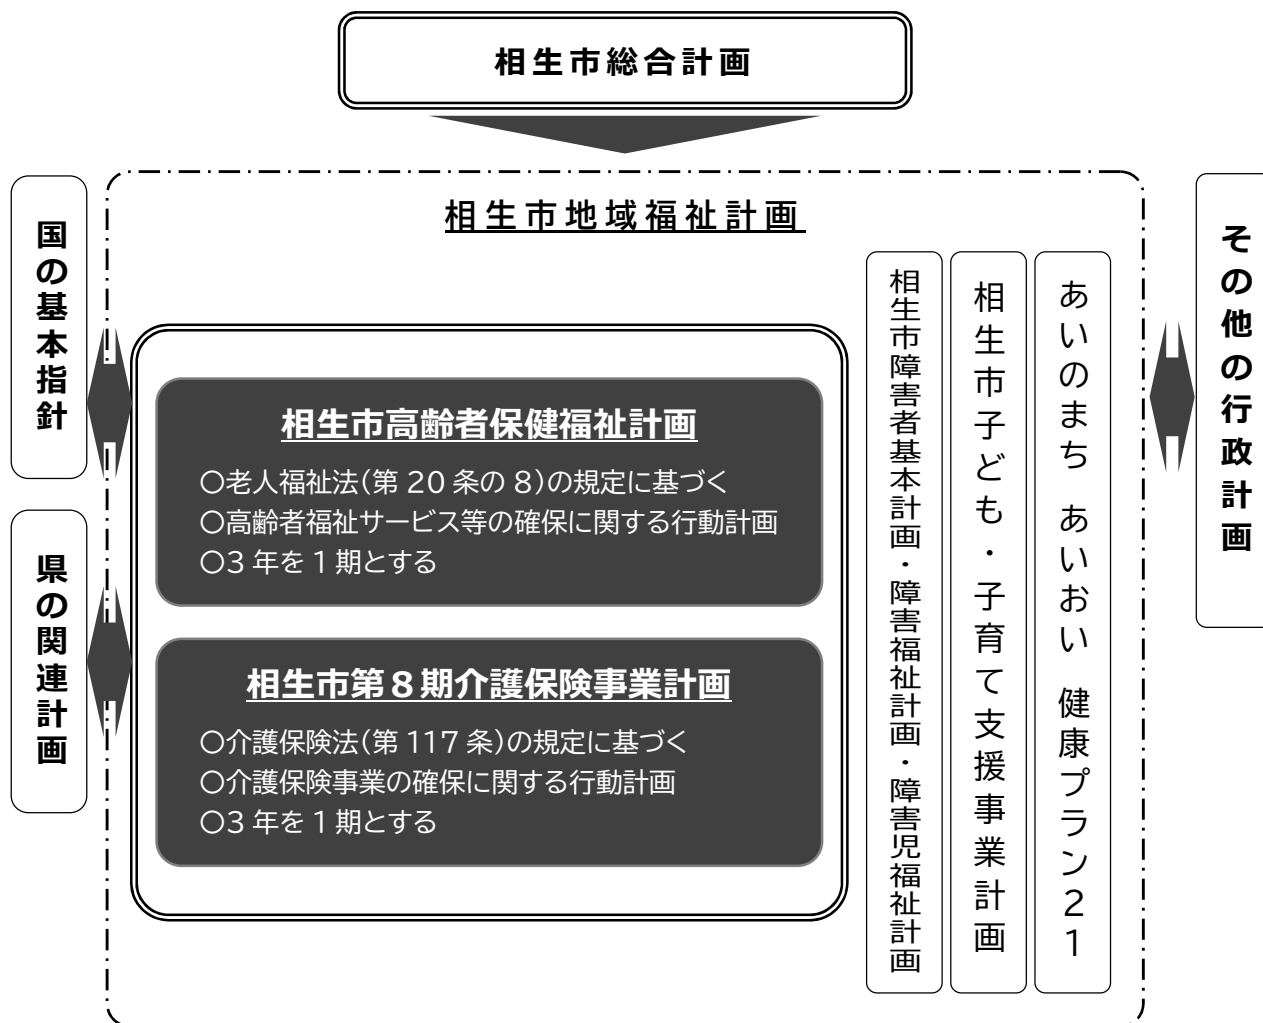 相生市総合計画
国の基本指針
県の関連計画
相生市地域福祉計画
相生市高齢者保健福祉計画
〇老人福祉法(第 20 条の 8)の規定に基づく
〇高齢者福祉サービス等の確保に関する行動計画
〇3 年を 1 期とする
相生市第８期介護保険事業計画
〇介護保険法(第 117 条)の規定に基づく
〇介護保険事業の確保に関する行動計画
〇3 年を 1 期とする
相生市障害者基本計画・障害福祉計画・障害児福祉計画
相生市子ども・子育て支援事業計画
あいのまち　あいおい　健康プラン２１
その他の行政計画